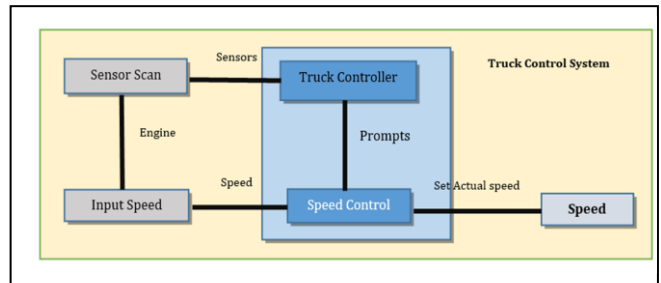 Sensors
Sensor Scan
Truck Controller
Truck Control System
Engine
Prompts
Speed
Set Actual speed
Input Speed
Speed Control
Speed